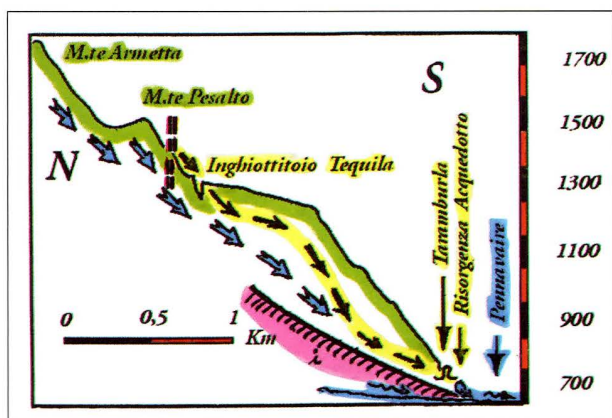 M.te Armetta
M.te Pesalto
N
S
Inghiottitoio Tequila
Taramburla
Risorgenza Acquedotto
Pennavaire
0
0,5
1
Km
i
1700
1500
1300
1100
900
700